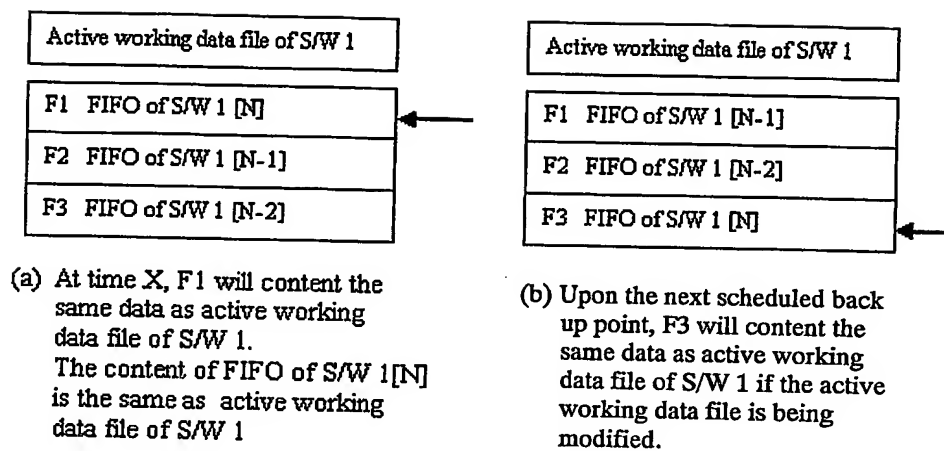 Active working data file of S/W 1
F1 FIFO of S/W 1 [N]
F2 FIFO of S/W 1 [N-1]
F3 FIFO of S/W 1 [N-2]
(a) At time X, F1 will content the
same data as active working
data file of S/W 1.
The content of FIFO of S/W 1[N]
is the same as active working
data file of S/W 1
Active working data file of S/W 1
F1 FIFO of S/W 1 [N-1]
F2 FIFO of S/W 1 [N-2]
F3 FIFO of S/W 1 [N]
(b) Upon the next scheduled back
up point, F3 will content the
same data as active working
data file of S/W 1 if the active
working data file is being
modified.